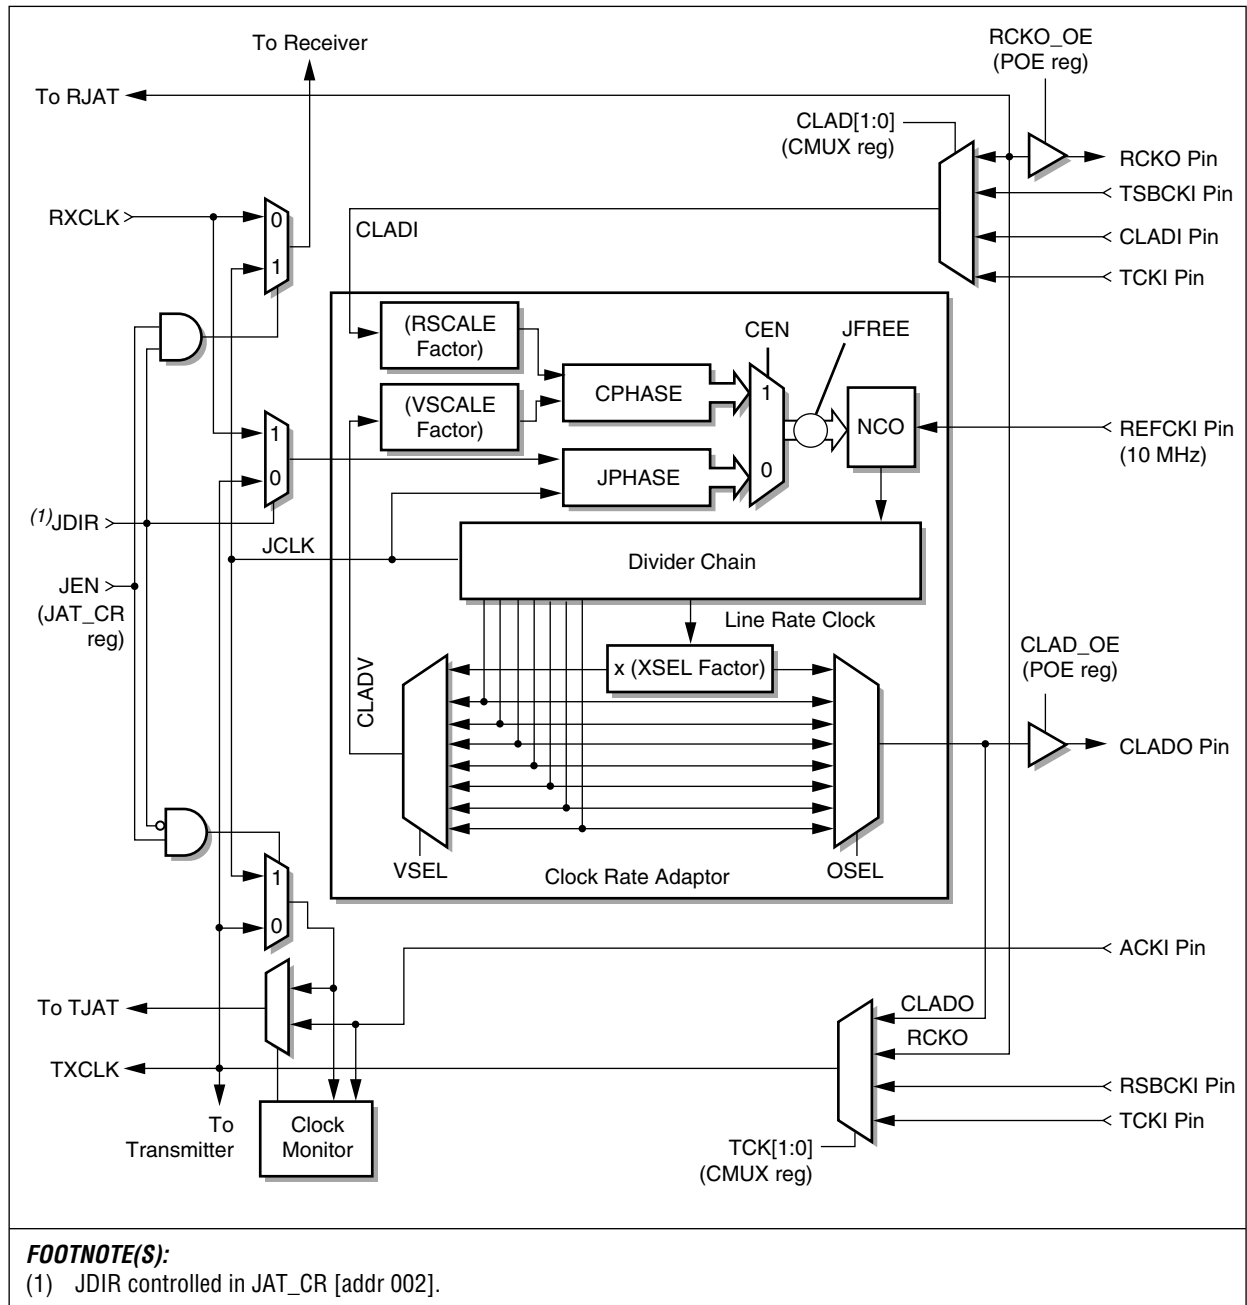 To Receiver
RCKO_OE
(POE reg)
To RJAT
CLAD[1:0]
(CMUX reg)
RCKO Pin
TSBCKI Pin
RXCLK
0
1
CLADI
CLADI Pin
TCKI Pin
(RSCALE
Factor)
CEN
JFREE
CPHASE
1
0
NCO
(VSCALE
Factor)
REFCKI Pin
(10 MHz)
1
0
JPHASE
(1)JDIR
JCLK
Divider Chain
JEN
(JAT_CR
reg)
Line Rate Clock
x (XSEL Factor)
CLAD_OE
(POE reg)
CLADV
CLADO Pin
VSEL
OSEL
Clock Rate Adaptor
1
0
ACKI Pin
To TJAT
CLADO
RCKO
TXCLK
RSBCKI Pin
To
Transmitter
Clock
Monitor
TCKI Pin
TCK[1:0]
(CMUX reg)
FOOTNOTE(S):
(1) JDIR controlled in JAT_CR [addr 002].